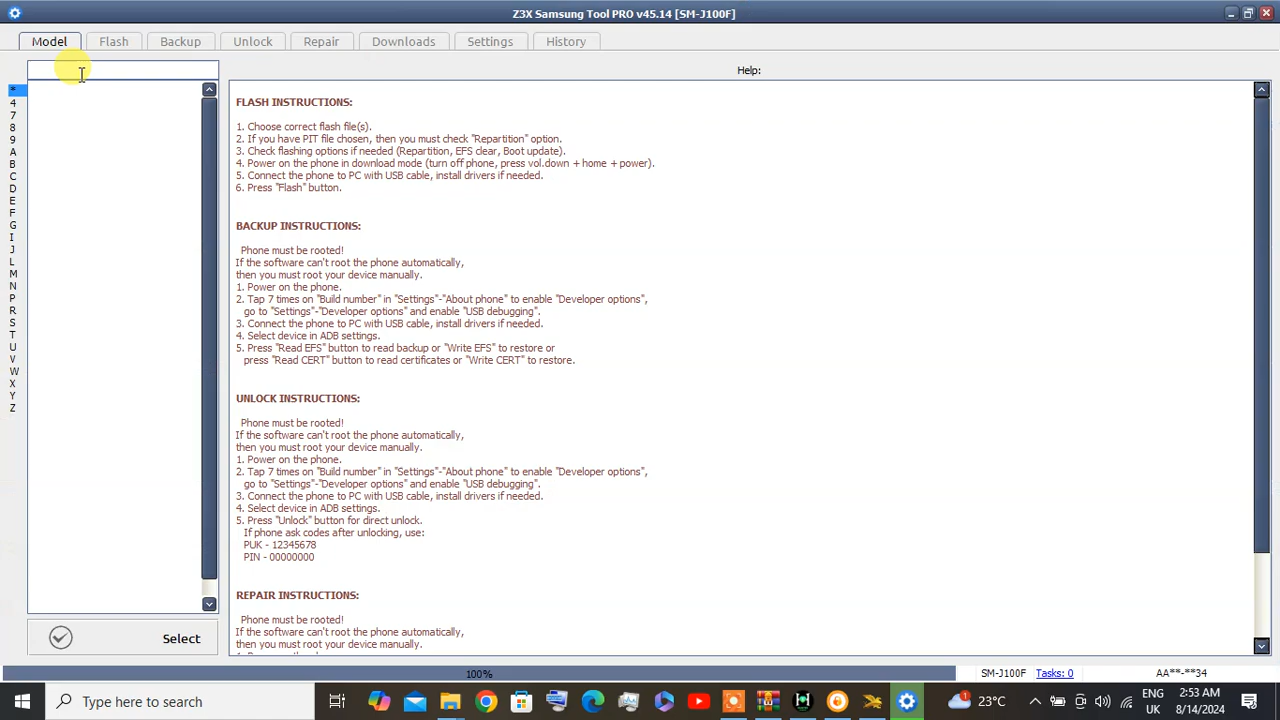 Z3X Samsung Tool PRO v45.14 [SM-J100F]
Model Flash Backup Unlock Repair Downloads Settings History
Help:
*
4
7
8
9
A
B
C
D
E
F
G
I
J
L
M
N
P
R
S
T
U
V
W
X
Y
Z
Select
FLASH INSTRUCTIONS:
1. Choose correct flash file(s).
2. If you have PIT file chosen, then you must check "Repartition" option.
3. Check flashing options if needed (Repartition, EFS clear, Boot update).
4. Power on the phone in download mode (turn off phone, press vol.down + home + power).
5. Connect the phone to PC with USB cable, install drivers if needed.
6. Press "Flash" button.
BACKUP INSTRUCTIONS:
Phone must be rooted!
If the software can't root the phone automatically,
then you must root your device manually.
1. Power on the phone.
2. Tap 7 times on "Build number" in "Settings"-"About phone" to enable "Developer options",
go to "Settings"-"Developer options" and enable "USB debugging".
3. Connect the phone to PC with USB cable, install drivers if needed.
4. Select device in ADB settings.
5. Press "Read EFS" button to read backup or "Write EFS" to restore or
press "Read CERT" button to read certificates or "Write CERT" to restore.
UNLOCK INSTRUCTIONS:
Phone must be rooted!
If the software can't root the phone automatically,
then you must root your device manually.
1. Power on the phone.
2. Tap 7 times on "Build number" in "Settings"-"About phone" to enable "Developer options",
go to "Settings"-"Developer options" and enable "USB debugging".
3. Connect the phone to PC with USB cable, install drivers if needed.
4. Select device in ADB settings.
5. Press "Unlock" button for direct unlock.
If phone ask codes after unlocking, use:
PUK - 12345678
PIN - 00000000
REPAIR INSTRUCTIONS:
Phone must be rooted!
If the software can't root the phone automatically,
then you must root your device manually.
100% SM-J100F Tasks: 0 AA**-**34
Type here to search
23°C
ENG
UK
2:53 AM
8/14/2024